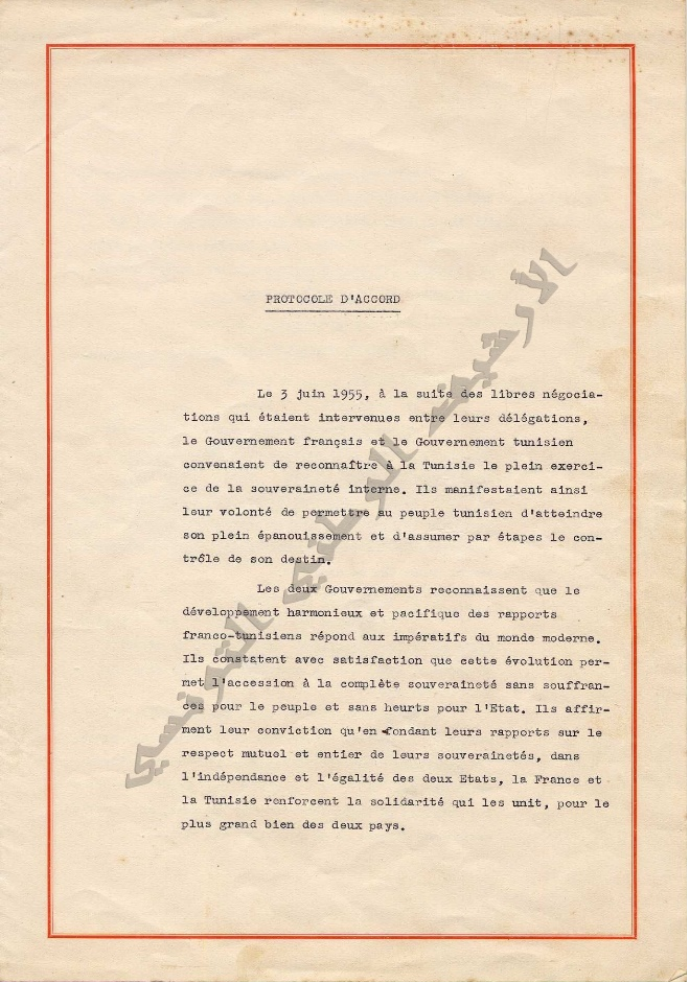 PROTOCOLE D'ACCORD
Le 3 juin 1955, à la suite des libres négocia-
tions qui étaient intervenues entre leurs délégations,
le Gouvernement français et le Gouvernement tunisien
convenaient de reconnaître à la Tunisie le plein exerci-
ce de la souveraineté interne. Ils manifestaient ainsi
leur volonté de permettre au peuple tunisien d'atteindre
son plein épanouissement et d'assumer par étapes le con-
trôle de son destin.
Les deux Gouvernements reconnaissent que le
développement harmonieux et pacifique des rapports
franco-tunisiens répond aux impératifs du monde moderne.
Ils constatent avec satisfaction que cette évolution per-
met l'accession à la complète souveraineté sans souffran-
ces pour le peuple et sans heurts pour l'Etat. Ils affir-
ment leur conviction qu'en fondant leurs rapports sur le
respect mutuel et entier de leurs souverainetés, dans
l'indépendance et l'égalité des deux Etats, la France et
la Tunisie renforcent la solidarité qui les unit, pour le
plus grand bien des deux pays.
الأرشيف الوطني التونسي